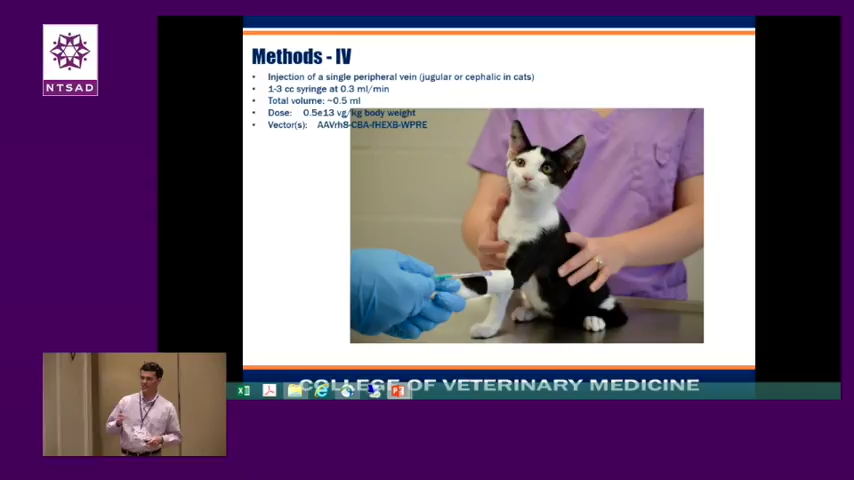 NTSAD
Methods - IV
• Injection of a single peripheral vein (jugular or cephalic in cats)
• 1-3 cc syringe at 0.3 ml/min
• Total volume: ~0.5 ml
• Dose: 0.5e13 vg/kg body weight
• Vector(s): AAVrh8-CBA-fHEXB-WPRE
COLLEGE OF VETERINARY MEDICINE